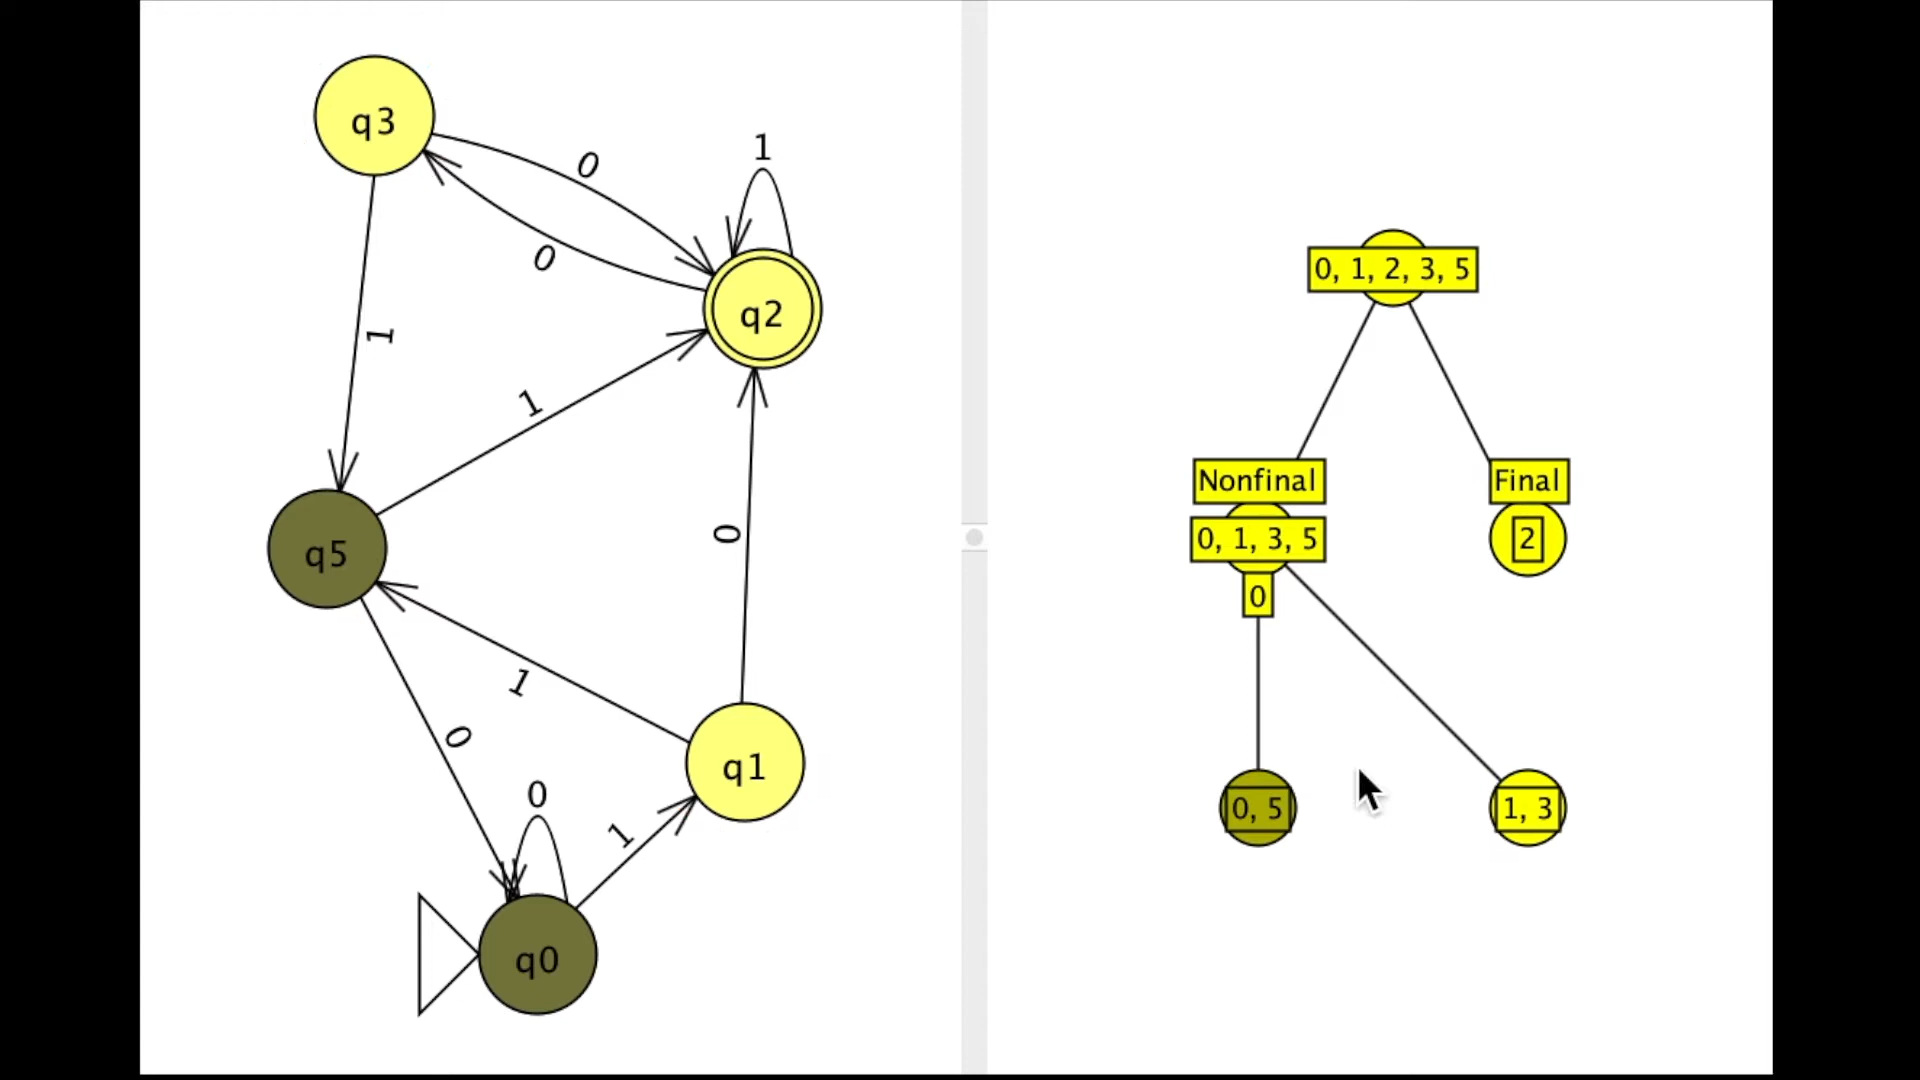 q3
0
1
0
q2
1
1
q5
0
1
q1
0
0
1
q0
0, 1, 2, 3, 5
Nonfinal
Final
0, 1, 3, 5
2
0
0, 5
1, 3